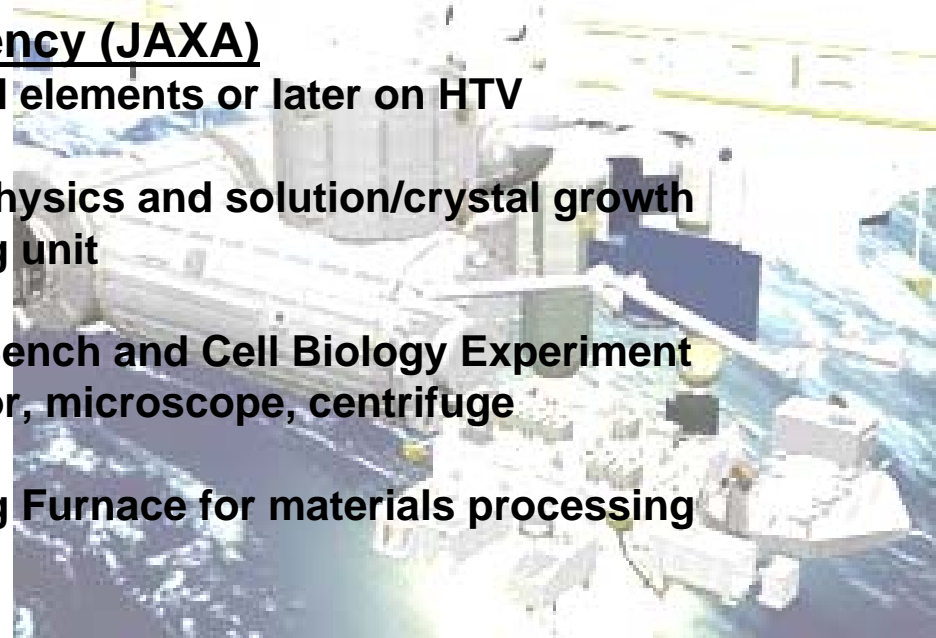 ency (JAXA)
l elements or later on HTV
hysics and solution/crystal growth
g unit
ench and Cell Biology Experiment
or, microscope, centrifuge
g Furnace for materials processing